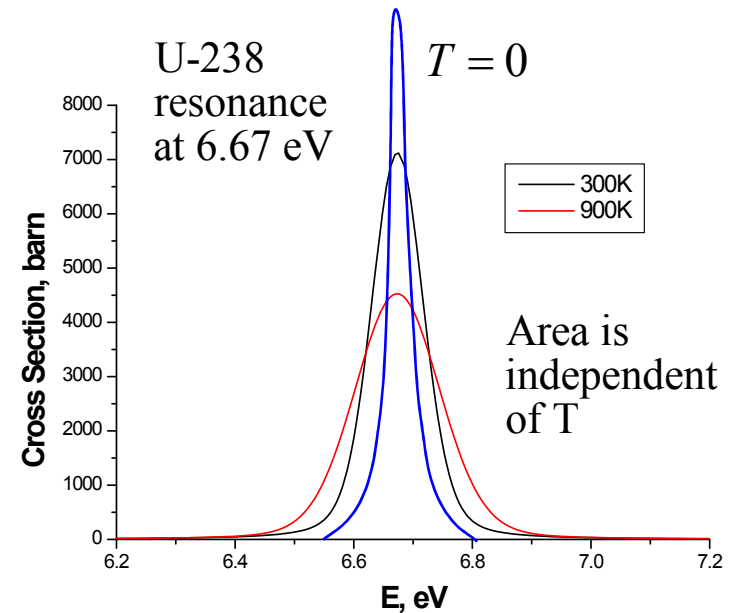 U-238
resonance
at 6.67 eV
T = 0
8000
7000
6000
5000
4000
3000
2000
1000
0
Cross Section, barn
300K
900K
Area is
independent
of T
6.2
6.4
6.6
6.8
7.0
7.2
E, eV